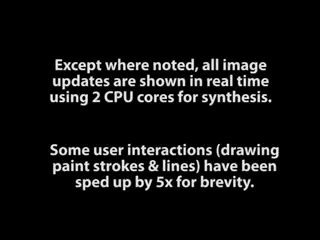 Except where noted, all image
updates are shown in real time
using 2 CPU cores for synthesis.
Some user interactions (drawing
paint strokes & lines) have been
sped up by 5x for brevity.